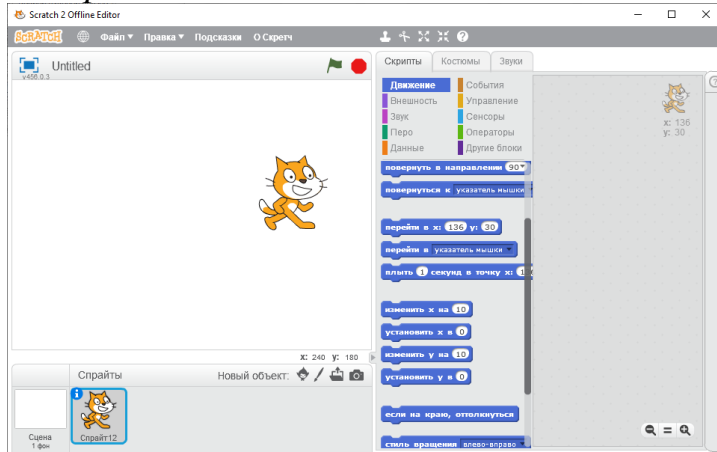 Scratch 2 Offline Editor
SCRATCH Файл Правка Подсказки О Скретч
Untitled
v456.0.3
Скрипты Костюмы Звуки
Движение События
Внешность Управление
Звук Сенсоры
Перо Операторы
Данные Другие блоки
x: 136
y: 30
повернуть в направлении 90
повернуться к указатель мышки
перейти в x: 136 y: 30
перейти в указатель мышки
плыть 1 секунд в точку x: 1
изменить x на 10
установить x в 0
изменить y на 10
установить y в 0
если на краю, оттолкнуться
стиль вращения влево-вправо
X: 240 Y: 180
Спрайты Новый объект:
Сцена
1 фон
Спрайт12